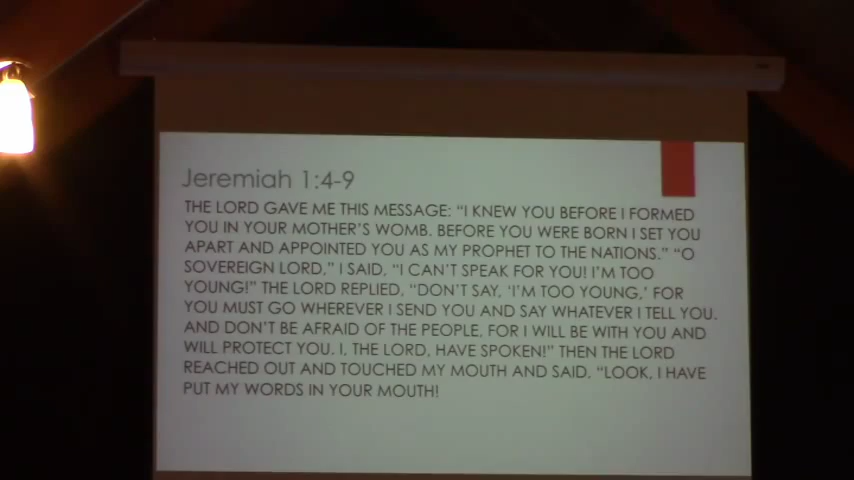 Jeremiah 1:4-9
THE LORD GAVE ME THIS MESSAGE: “I KNEW YOU BEFORE I FORMED
YOU IN YOUR MOTHER’S WOMB. BEFORE YOU WERE BORN I SET YOU
APART AND APPOINTED YOU AS MY PROPHET TO THE NATIONS.” “O
SOVEREIGN LORD,” I SAID, “I CAN’T SPEAK FOR YOU! I’M TOO
YOUNG!” THE LORD REPLIED, “DON’T SAY, ‘I’M TOO YOUNG,’ FOR
YOU MUST GO WHEREVER I SEND YOU AND SAY WHATEVER I TELL YOU.
AND DON’T BE AFRAID OF THE PEOPLE, FOR I WILL BE WITH YOU AND
WILL PROTECT YOU. I, THE LORD, HAVE SPOKEN!” THEN THE LORD
REACHED OUT AND TOUCHED MY MOUTH AND SAID, “LOOK, I HAVE
PUT MY WORDS IN YOUR MOUTH!